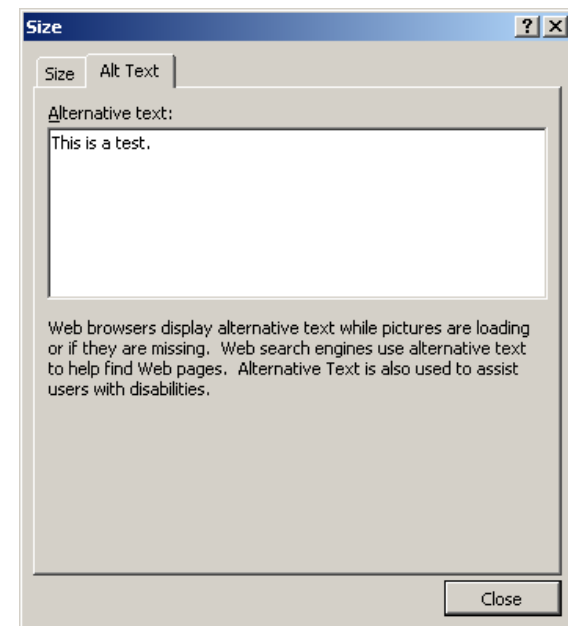 Size
Size Alt Text
Alternative text:
This is a test.
Web browsers display alternative text while pictures are loading
or if they are missing. Web search engines use alternative text
to help find Web pages. Alternative Text is also used to assist
users with disabilities.
Close